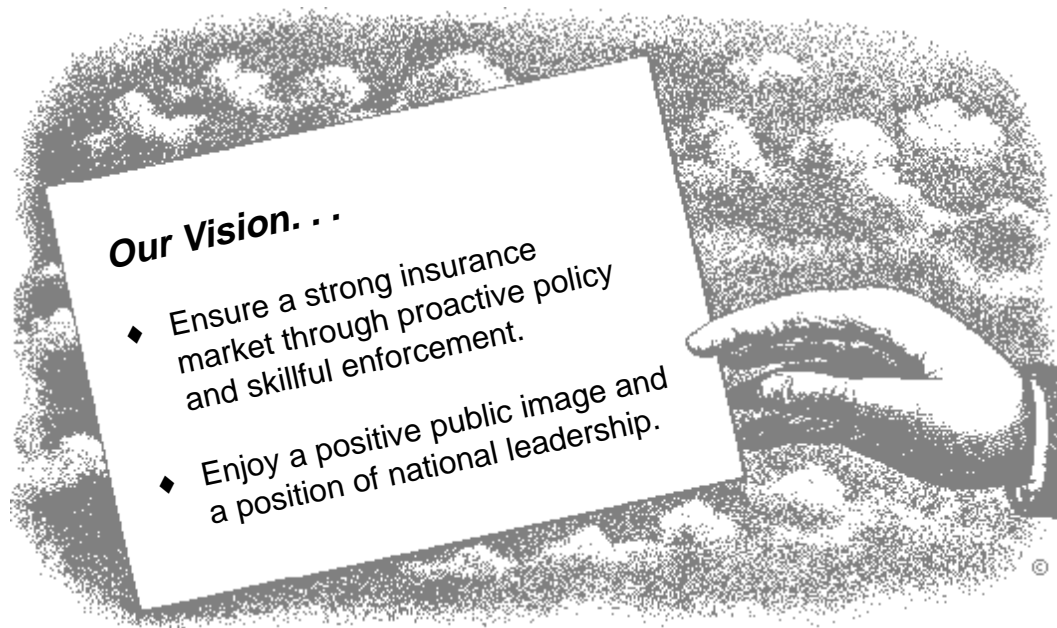 Our Vision. . .
♦ Ensure a strong insurance
market through proactive policy
and skillful enforcement.
♦ Enjoy a positive public image and
a position of national leadership.
©